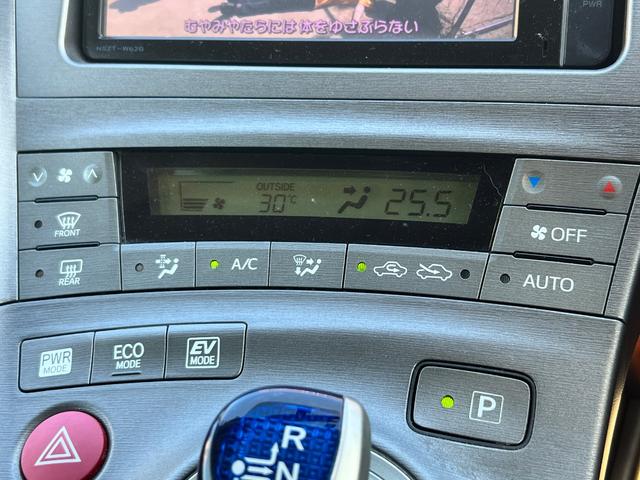 むやみやたらには 体をゆさぶらない
NSZT-W62G
PWR
OUTSIDE
30℃ 25.5
FRONT
OFF
REAR
A/C
AUTO
PWR MODE
ECO MODE
EV MODE
P
R
N